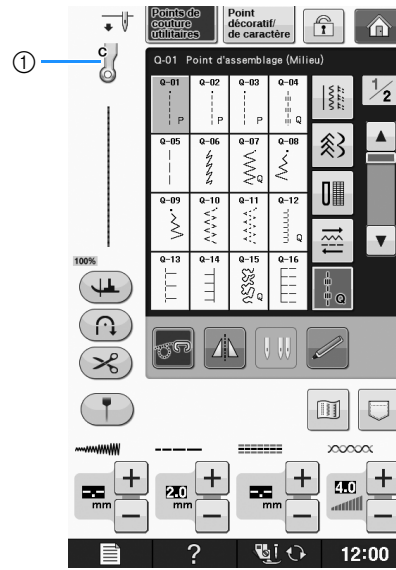 Points de
couture
utilitaires
Point
décoratif/
de caractère
① C
Q-01 Point d'assemblage (Milieu)
1/2
Q-01 Q-02 Q-03 Q-04
P P P Q
Q-05 Q-06 Q-07 Q-08
Q
Q-09 Q-10 Q-11 Q-12
Q
Q-13 Q-14 Q-15 Q-16
Q
Q
100%
+ + + +
-.- 2.0 -.- 4.0
mm mm mm
− − − −
? 12:00